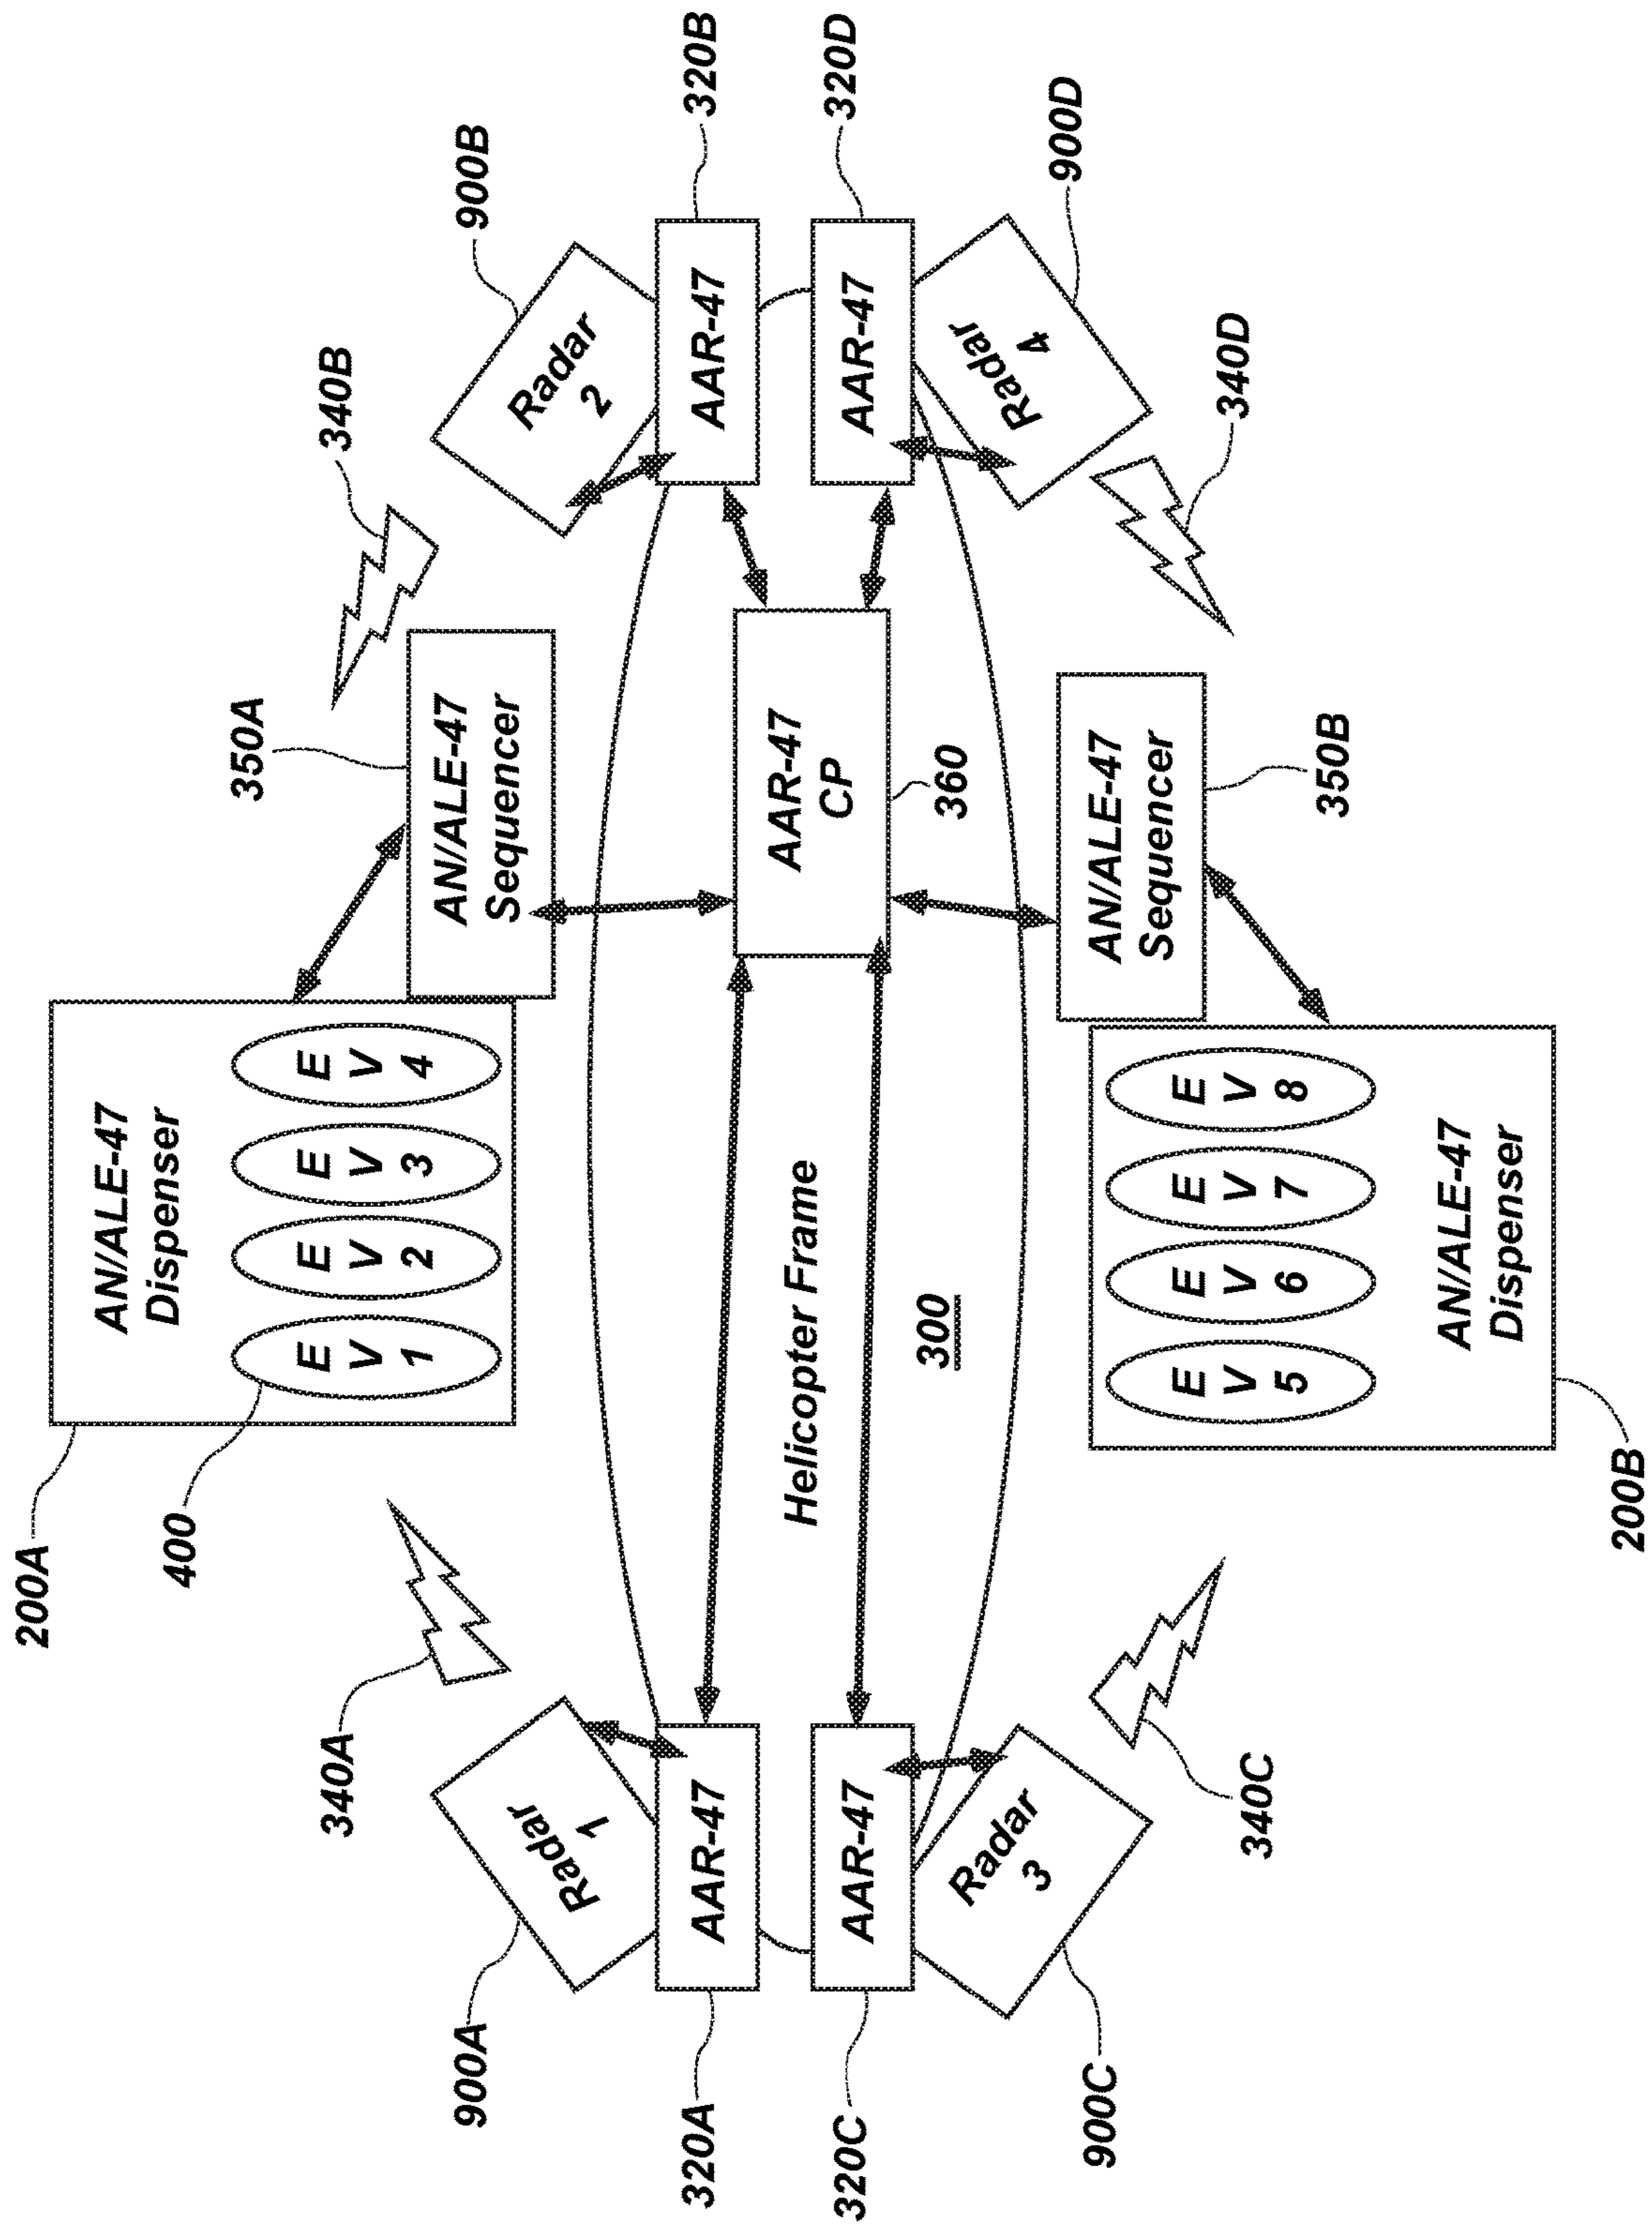 200A
AN/ALE-47
Dispenser
400
350A
340A
340B
E V 1
E V 2
E V 3
E V 4
AN/ALE-47
Sequencer
900A
900B
Radar
1
Radar
2
320A
AAR-47
AAR-47
320B
AAR-47
CP
Helicopter Frame
320C
AAR-47
AAR-47
320D
300
360
Radar
3
Radar
4
900C
900D
AN/ALE-47
Sequencer
E V 5
E V 6
E V 7
E V 8
340C
340D
350B
AN/ALE-47
Dispenser
200B